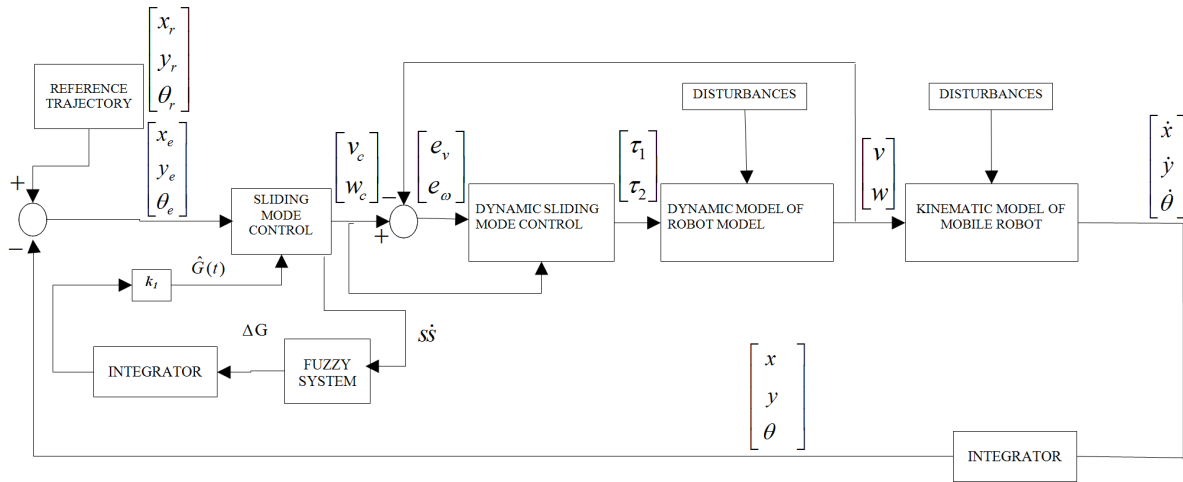 REFERENCE
TRAJECTORY
x_r
y_r
θ_r
x_e
y_e
θ_e
+
−
SLIDING
MODE
CONTROL
v_c
w_c
−
+
e_v
e_ω
DYNAMIC SLIDING
MODE CONTROL
τ_1
τ_2
DISTURBANCES
DYNAMIC MODEL OF
ROBOT MODEL
v
w
DISTURBANCES
KINEMATIC MODEL OF
MOBILE ROBOT
ẋ
ẏ
θ̇
k_1
Ĝ(t)
ΔG
sṡ
INTEGRATOR
FUZZY
SYSTEM
x
y
θ
INTEGRATOR